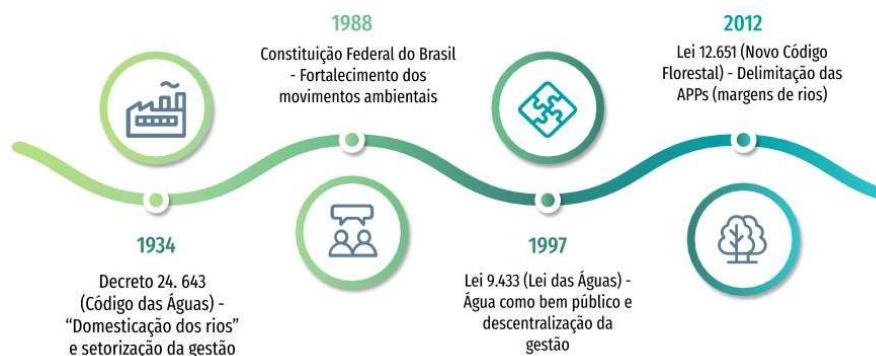 1934
Decreto 24. 643
(Código das Águas) -
“Domesticação dos rios”
e setorização da gestão
1988
Constituição Federal do Brasil
- Fortalecimento dos
movimentos ambientais
1997
Lei 9.433 (Lei das Águas) -
Água como bem público e
descentralização da
gestão
2012
Lei 12.651 (Novo Código
Florestal) - Delimitação das
APPs (margens de rios)